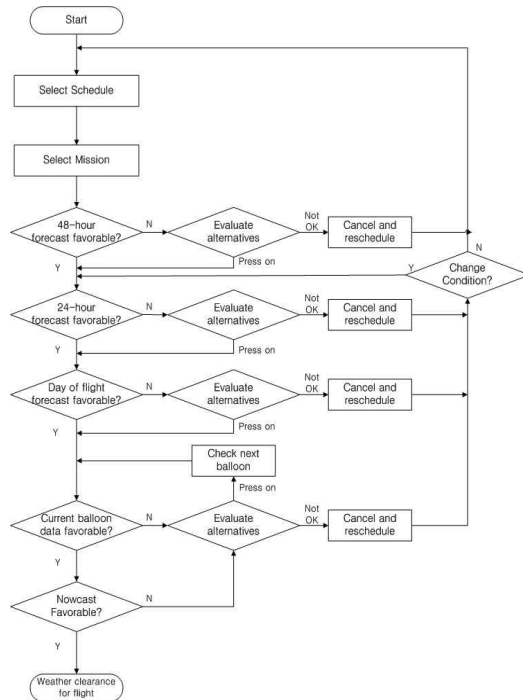 Start
Select Schedule
Select Mission
48-hour
forecast favorable?
N
Evaluate
alternatives
Not
OK
Cancel and
reschedule
N
Y
Press on
Y
Change
Condition?
24-hour
forecast favorable?
N
Evaluate
alternatives
Not
OK
Cancel and
reschedule
Y
Press on
Day of flight
forecast favorable?
N
Evaluate
alternatives
Not
OK
Cancel and
reschedule
Y
Press on
Check next
balloon
Press on
Current balloon
data favorable?
N
Evaluate
alternatives
Not
OK
Cancel and
reschedule
Y
Nowcast
Favorable?
N
Y
Weather clearance
for flight